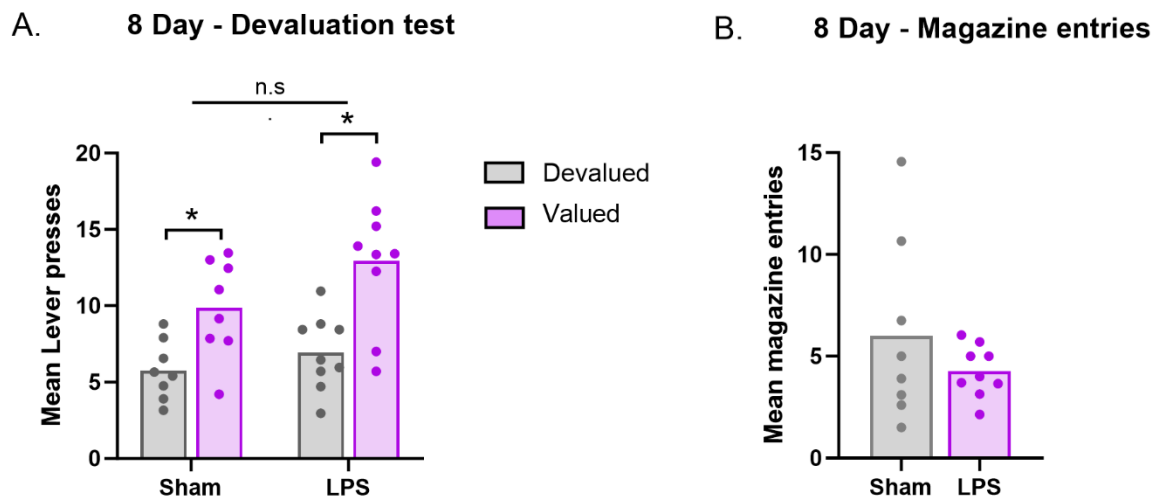 A. 8 Day - Devaluation test
n.s
*
*
Mean Lever presses
20
15
10
5
0
Sham LPS
Devalued
Valued
B. 8 Day - Magazine entries
Mean magazine entries
15
10
5
0
Sham LPS